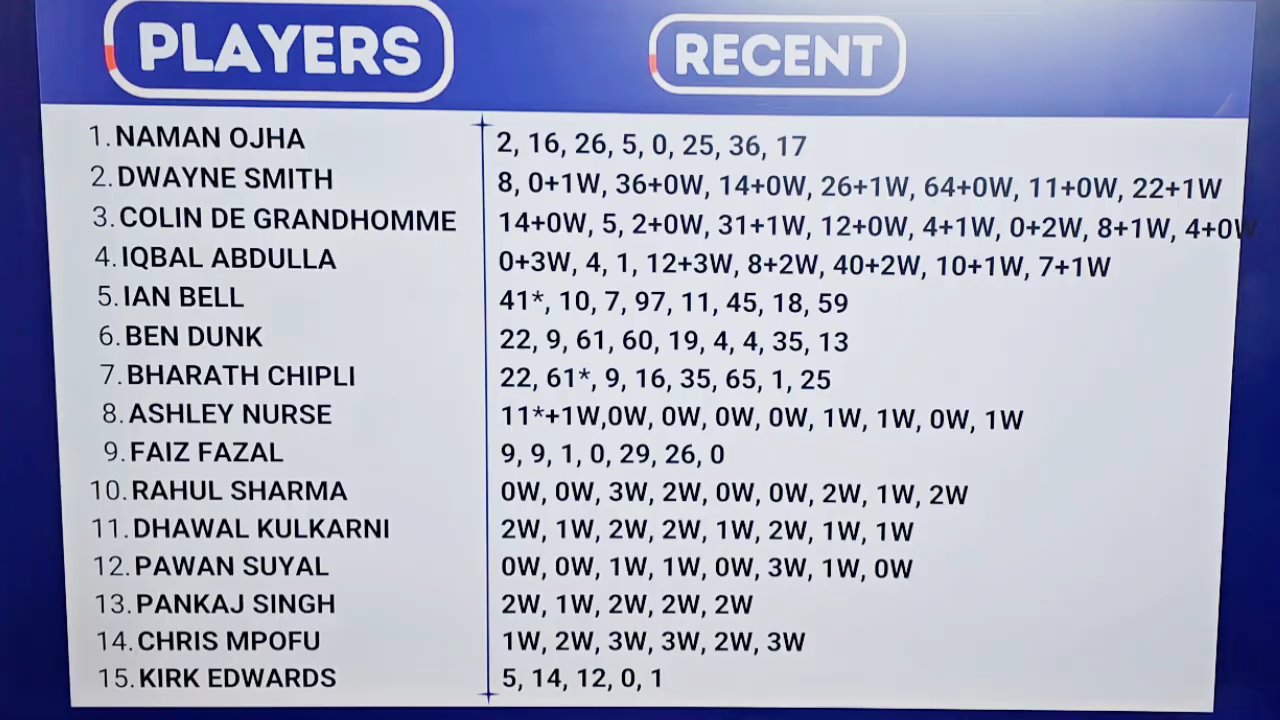 PLAYERS RECENT
1. NAMAN OJHA 2, 16, 26, 5, 0, 25, 36, 17
2. DWAYNE SMITH 8, 0+1W, 36+0W, 14+0W, 26+1W, 64+0W, 11+0W, 22+1W
3. COLIN DE GRANDHOMME 14+0W, 5, 2+0W, 31+1W, 12+0W, 4+1W, 0+2W, 8+1W, 4+0W
4. IQBAL ABDULLA 0+3W, 4, 1, 12+3W, 8+2W, 40+2W, 10+1W, 7+1W
5. IAN BELL 41*, 10, 7, 97, 11, 45, 18, 59
6. BEN DUNK 22, 9, 61, 60, 19, 4, 4, 35, 13
7. BHARATH CHIPLI 22, 61*, 9, 16, 35, 65, 1, 25
8. ASHLEY NURSE 11*+1W,0W, 0W, 0W, 0W, 1W, 1W, 0W, 1W
9. FAIZ FAZAL 9, 9, 1, 0, 29, 26, 0
10. RAHUL SHARMA 0W, 0W, 3W, 2W, 0W, 0W, 2W, 1W, 2W
11. DHAWAL KULKARNI 2W, 1W, 2W, 2W, 1W, 2W, 1W, 1W
12. PAWAN SUYAL 0W, 0W, 1W, 1W, 0W, 3W, 1W, 0W
13. PANKAJ SINGH 2W, 1W, 2W, 2W, 2W
14. CHRIS MPOFU 1W, 2W, 3W, 3W, 2W, 3W
15. KIRK EDWARDS 5, 14, 12, 0, 1